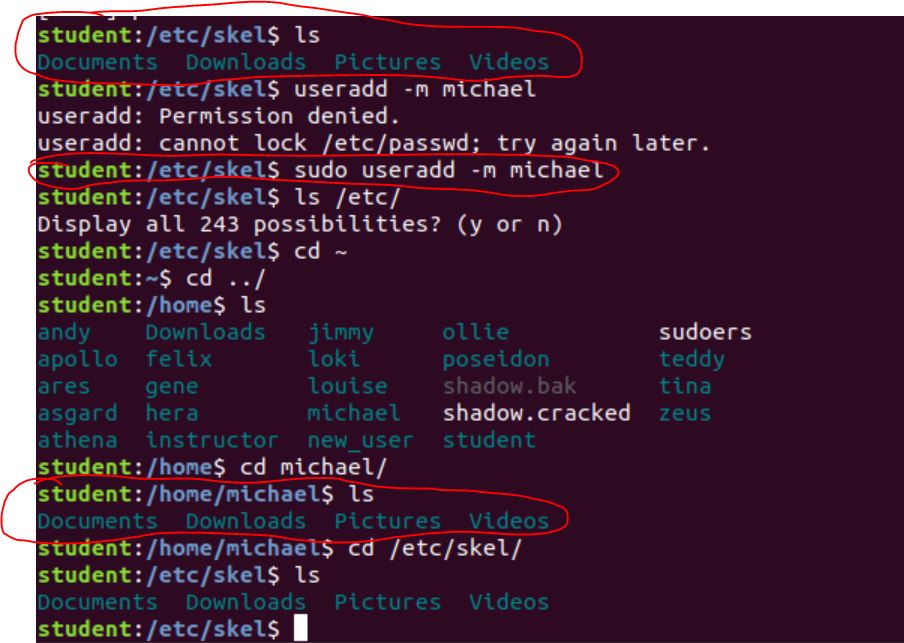 student:/etc/skel$ ls
Documents  Downloads  Pictures  Videos
student:/etc/skel$ useradd -m michael
useradd: Permission denied.
useradd: cannot lock /etc/passwd; try again later.
student:/etc/skel$ sudo useradd -m michael
student:/etc/skel$ ls /etc/
Display all 243 possibilities? (y or n)
student:/etc/skel$ cd ~
student:~$ cd ../
student:/home$ ls
andy    Downloads   jimmy     ollie           sudoers
apollo  felix       loki      poseidon        teddy
ares    gene        louise    shadow.bak      tina
asgard  hera        michael   shadow.cracked  zeus
athena  instructor  new_user  student
student:/home$ cd michael/
student:/home/michael$ ls
Documents  Downloads  Pictures  Videos
student:/home/michael$ cd /etc/skel/
student:/etc/skel$ ls
Documents  Downloads  Pictures  Videos
student:/etc/skel$